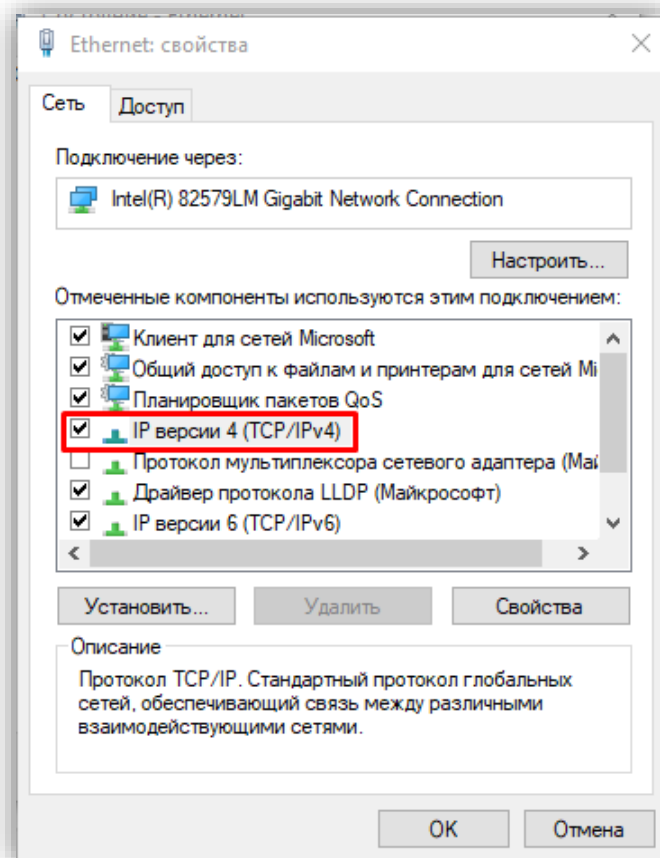 Состояние - Ethernet
Ethernet: свойства
Сеть
Доступ
Подключение через:
Intel(R) 82579LM Gigabit Network Connection
Настроить...
Отмеченные компоненты используются этим подключением:
Клиент для сетей Microsoft
Общий доступ к файлам и принтерам для сетей Mi
Планировщик пакетов QoS
IP версии 4 (TCP/IPv4)
Протокол мультиплексора сетевого адаптера (Май
Драйвер протокола LLDP (Майкрософт)
IP версии 6 (TCP/IPv6)
Установить...
Удалить
Свойства
Описание
Протокол TCP/IP. Стандартный протокол глобальных
сетей, обеспечивающий связь между различными
взаимодействующими сетями.
OK
Отмена